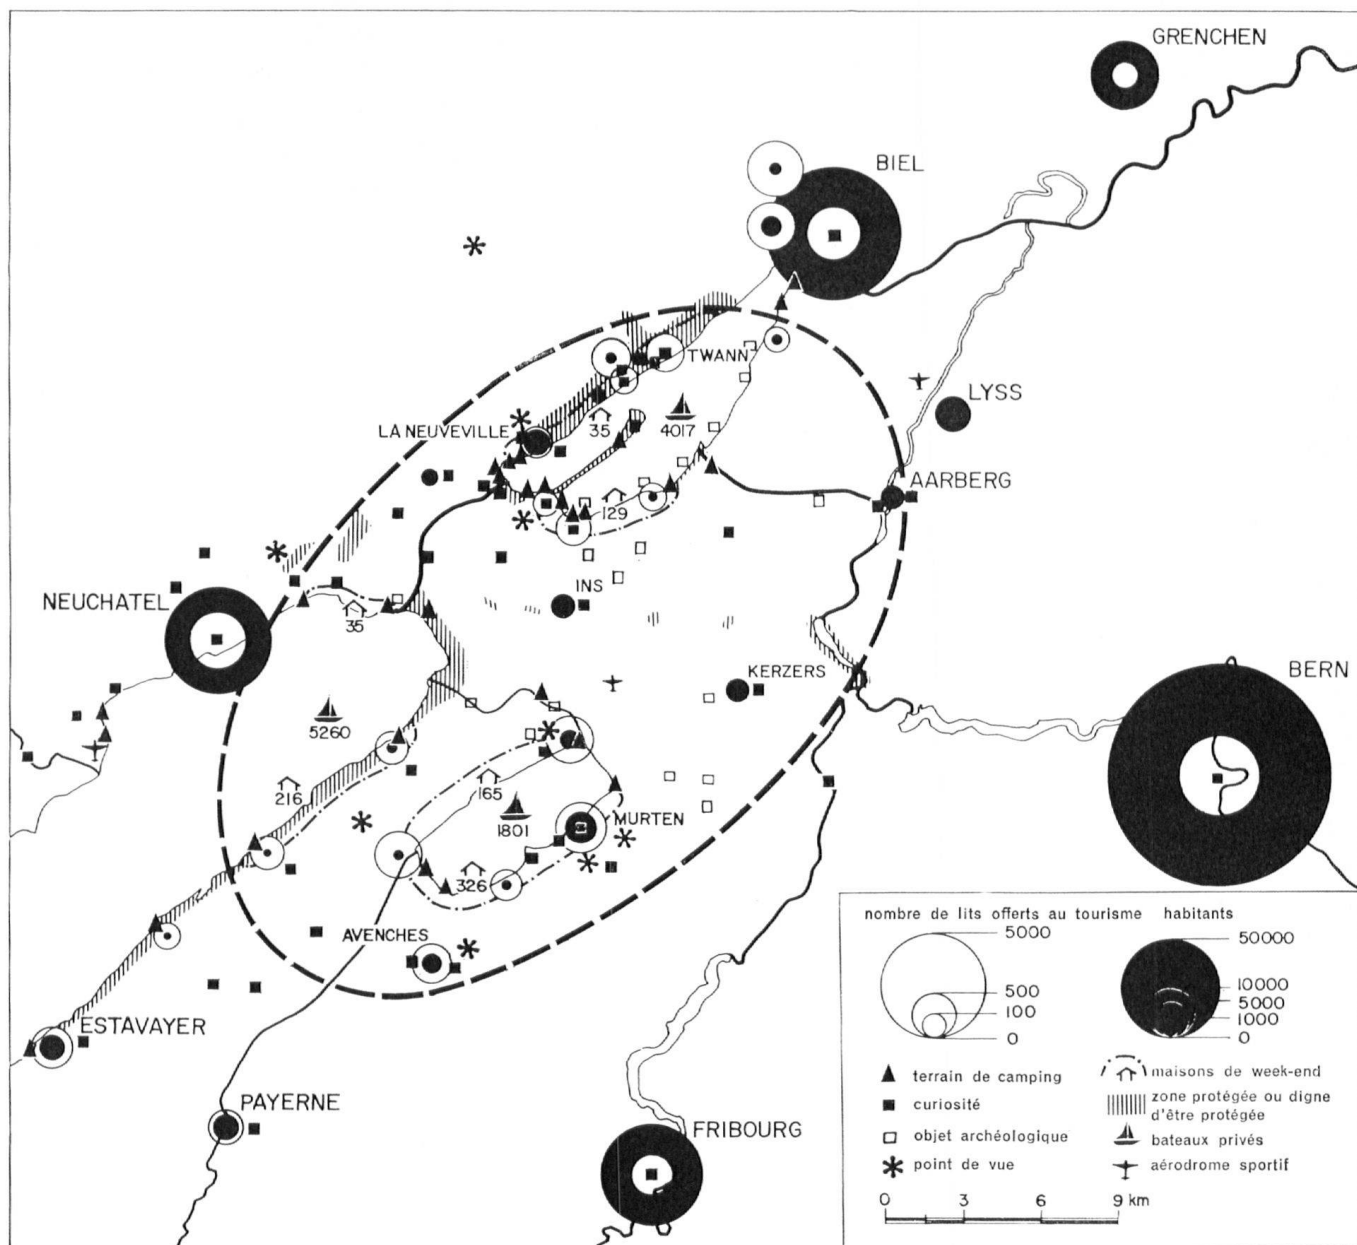 GRENCHEN
BIEL
TWANN
LYSS
LA NEUVEVILLE
35
4017
AARBERG
129
NEUCHATEL
INS
35
KERZERS
BERN
5260
216
165
1801
MURTEN
326
AVENCHES
ESTAVAYER
PAYERNE
FRIBOURG
nombre de lits offerts au tourisme
5000
500
100
0
habitants
50000
10000
5000
1000
0
terrain de camping
curiosité
objet archéologique
point de vue
maisons de week-end
zone protégée ou digne
d'être protégée
bateaux privés
aérodrome sportif
0 3 6 9 km